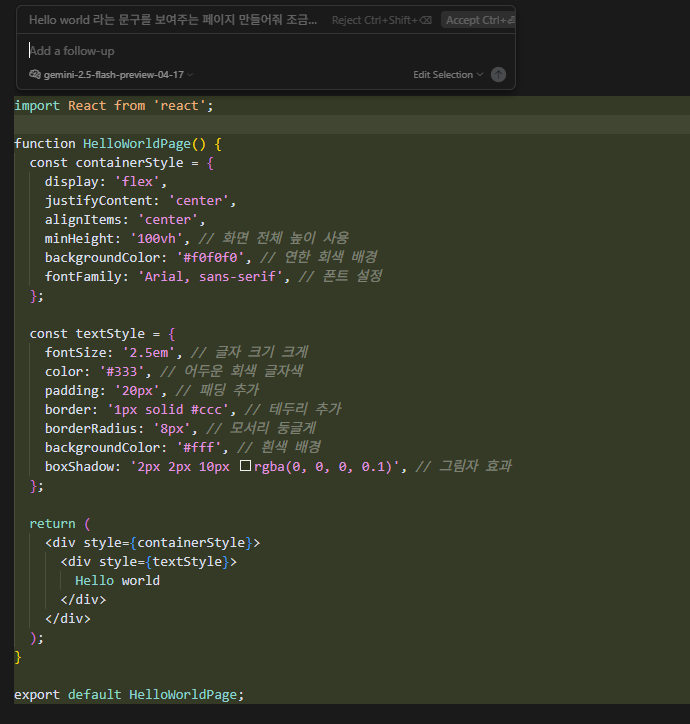 Hello world 라는 문구를 보여주는 페이지 만들어줘 조금... Reject Ctrl+Shift+⌫ Accept Ctrl+⏎
Add a follow-up
gemini-2.5-flash-preview-04-17 Edit Selection
import React from 'react';

function HelloWorldPage() {
  const containerStyle = {
    display: 'flex',
    justifyContent: 'center',
    alignItems: 'center',
    minHeight: '100vh', // 화면 전체 높이 사용
    backgroundColor: '#f0f0f0', // 연한 회색 배경
    fontFamily: 'Arial, sans-serif', // 폰트 설정
  };

  const textStyle = {
    fontSize: '2.5em', // 글자 크기 크게
    color: '#333', // 어두운 회색 글자색
    padding: '20px', // 패딩 추가
    border: '1px solid #ccc', // 테두리 추가
    borderRadius: '8px', // 모서리 둥글게
    backgroundColor: '#fff', // 흰색 배경
    boxShadow: '2px 2px 10px rgba(0, 0, 0, 0.1)', // 그림자 효과
  };

  return (
    <div style={containerStyle}>
      <div style={textStyle}>
        Hello world
      </div>
    </div>
  );
}

export default HelloWorldPage;